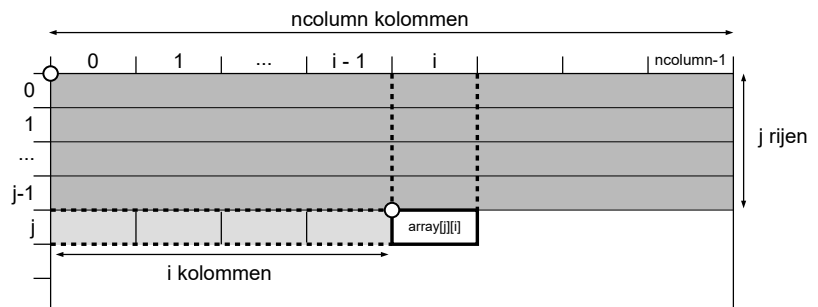 ncolumn kolommen
0 1 ... i - 1 i ncolumn-1
0
1
...
j-1
j
j rijen
array[j][i]
i kolommen